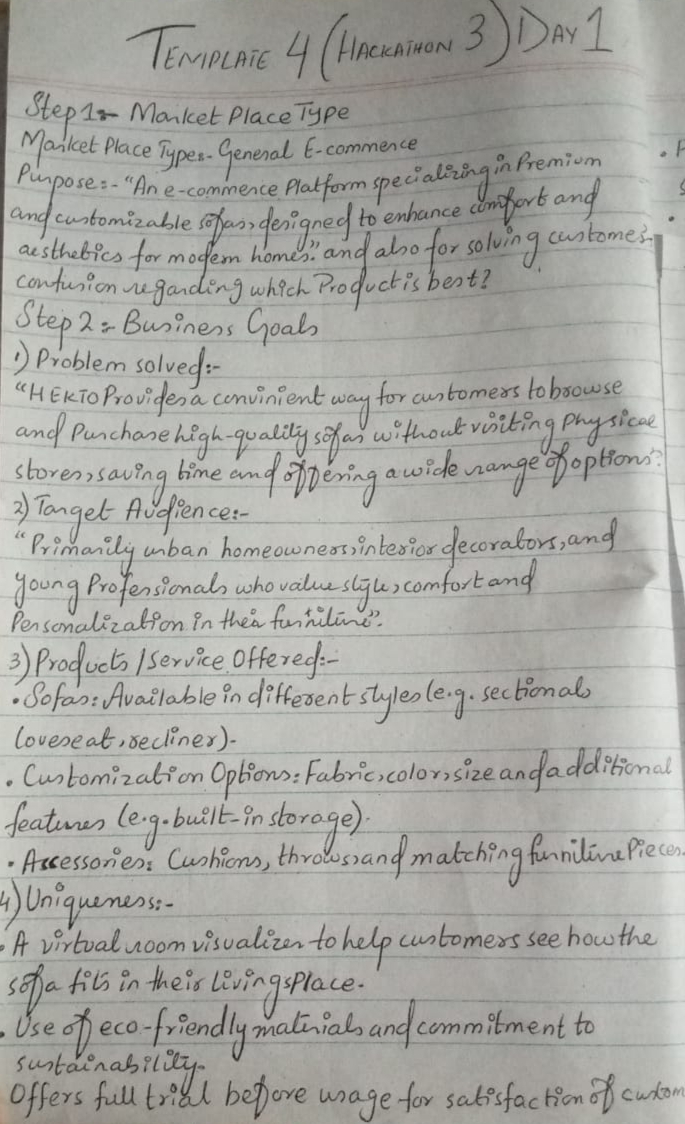 TEMPLATE 4 (HACKATHON 3) DAY 1
Step 1:- Market Place Type
Market Place Type:- General E-commerce
Purpose:- "An e-commerce Platform specializing in Premium
and customizable sofas, designed to enhance comfort and
aesthetics for modern homes." and also for solving customer
confusion regarding which Product is best?
Step 2:- Business Goals
1) Problem solved:-
"HEKTO Provides a convinient way for customers to browse
and Purchase high-quality sofas without visiting Physical
stores, saving time and offering a wide range of options".
2) Target Audience:-
"Primarily urban homeowners, interior decorators, and
young Professionals who value style, comfort and
Personalization in their furniture".
3) Products / Service Offered:-
• Sofas: Available in different styles (e.g. sectional,
loveseat, recliner).
• Customization Options: Fabric, color, size and additional
features (e.g. built-in storage).
• Accessories: Cushions, throws, and matching furniture Pieces.
4) Uniqueness:-
• A virtual room visualizer to help customers see how the
sofa fits in their living sPlace.
• Use of eco-friendly materials and commitment to
sustainability.
Offers full trial before usage for satisfaction of custom